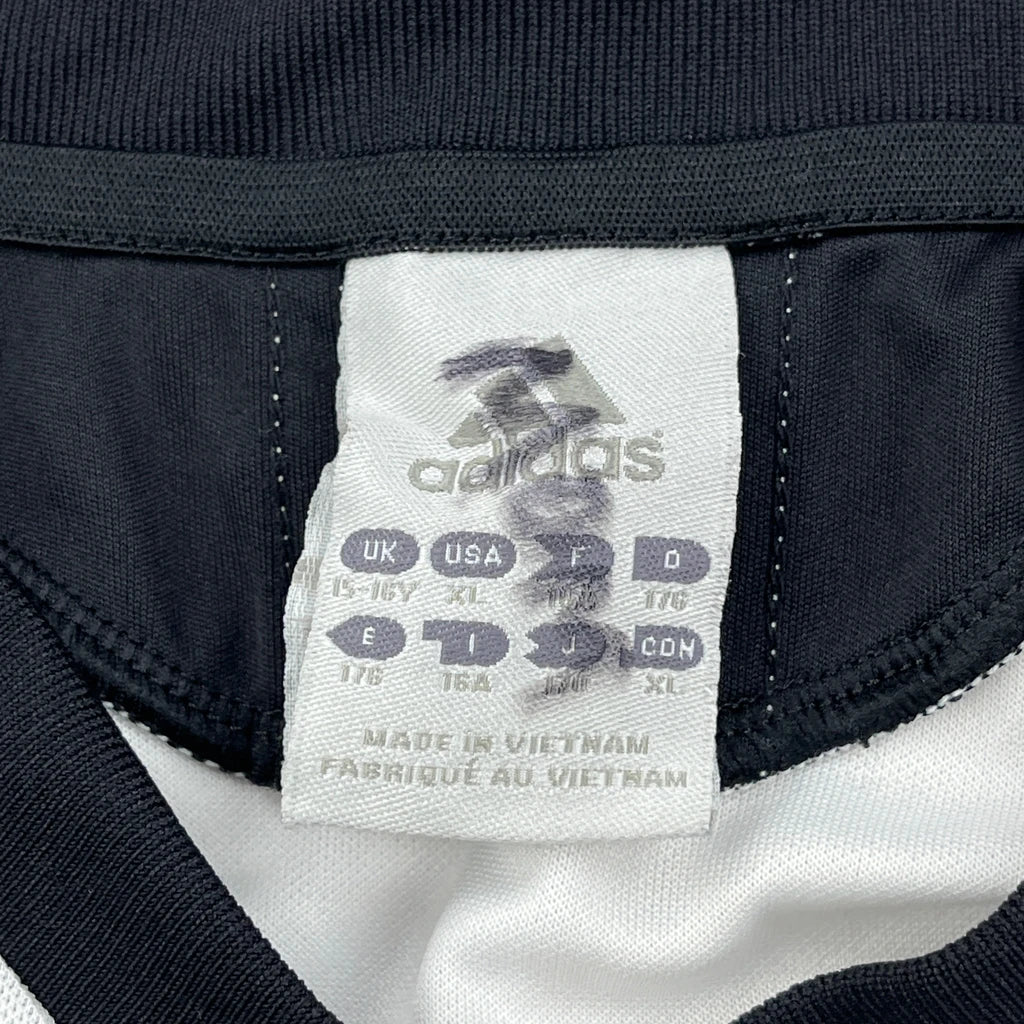 adidas
UK USA F D
15-16Y XL 176
E I J CON
176 16A XL
MADE IN VIETNAM
FABRIQUÉ AU VIETNAM